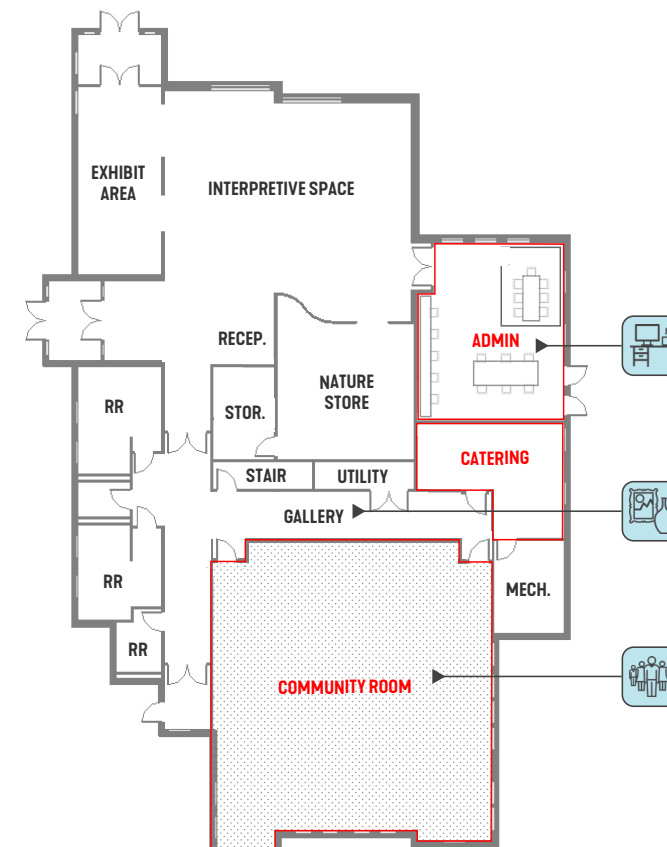 EXHIBIT
AREA
INTERPRETIVE SPACE
RECEP.
ADMIN
RR
STOR.
NATURE
STORE
CATERING
STAIR
UTILITY
GALLERY
RR
MECH.
RR
COMMUNITY ROOM